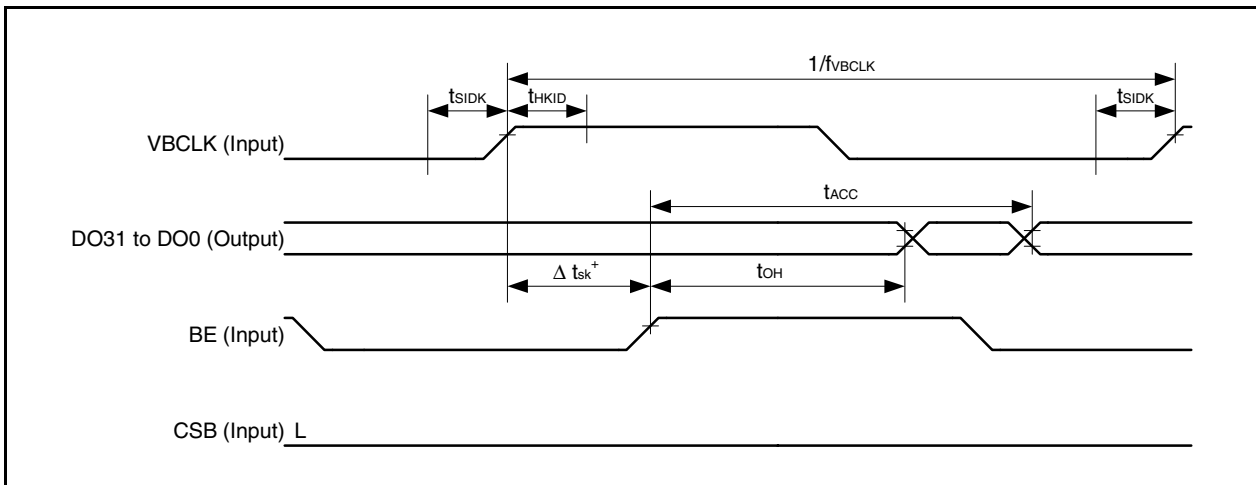 1/fVBCLK
tSIDK tHKID tSIDK
VBCLK (Input)
tACC
DO31 to DO0 (Output)
Δ tsk+ tOH
BE (Input)
CSB (Input) L